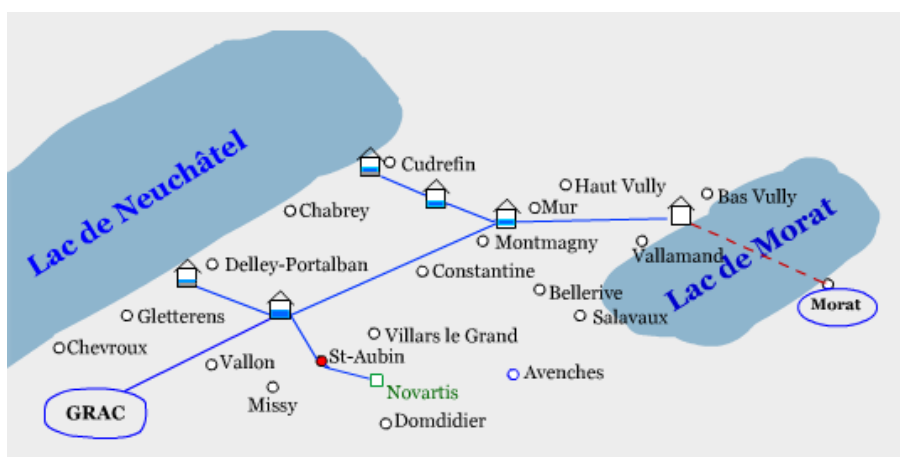 Lac de Neuchâtel
Cudrefin
Haut Vully
Bas Vully
Chabrey
Mur
Montmagny
Vallamand
Lac de Morat
Delley-Portalban
Constantine
Bellerive
Morat
Gletterens
Salavaux
Villars le Grand
Chevroux
St-Aubin
Vallon
Avenches
Novartis
Missy
GRAC
Domdidier